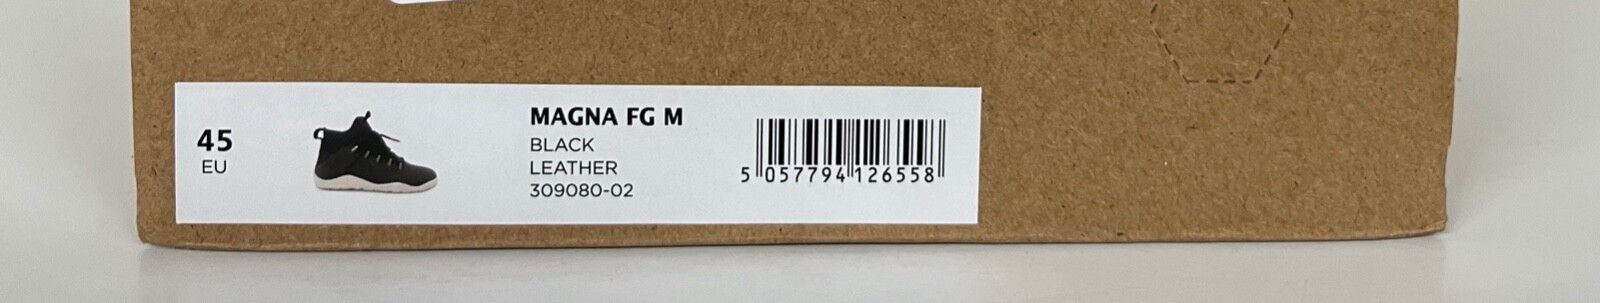 45
EU
MAGNA FG M
BLACK
LEATHER
309080-02
5 057794 126558